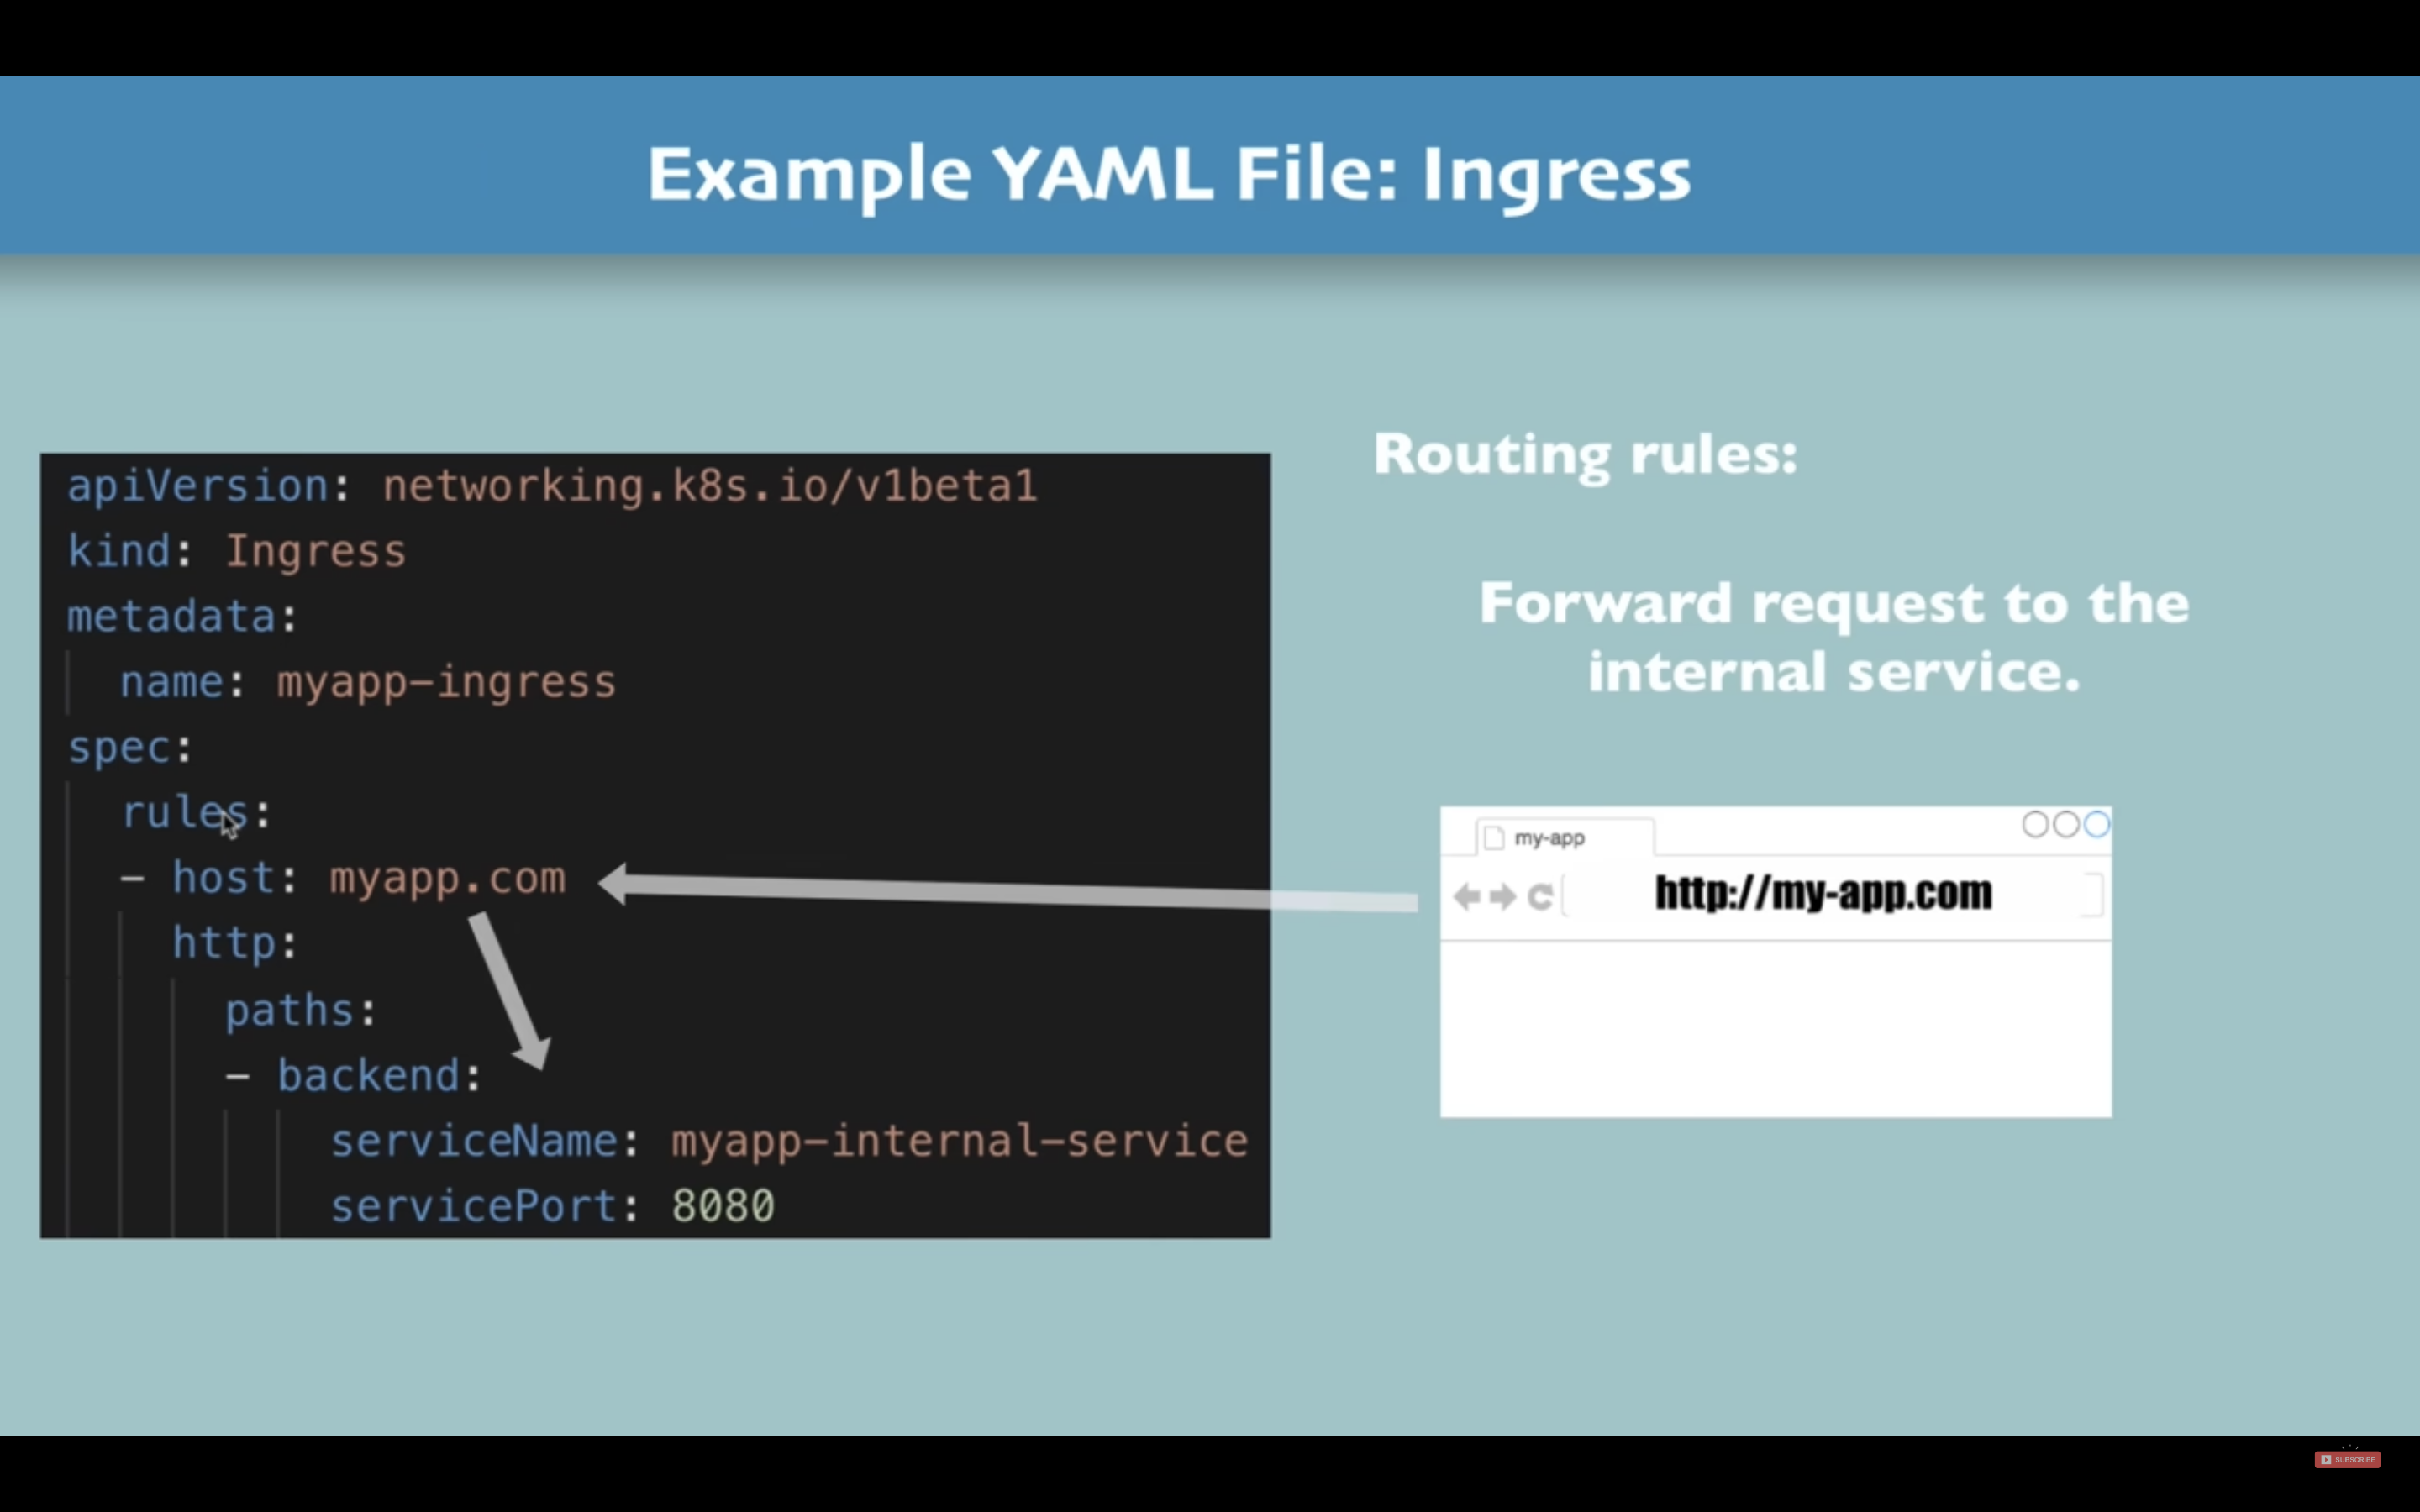 Example YAML File: Ingress
apiVersion: networking.k8s.io/v1beta1
kind: Ingress
metadata:
name: myapp-ingress
spec:
rules:
- host: myapp.com
http:
paths:
- backend:
serviceName: myapp-internal-service
servicePort: 8080
Routing rules:
Forward request to the
internal service.
my-app
http://my-app.com
SUBSCRIBE